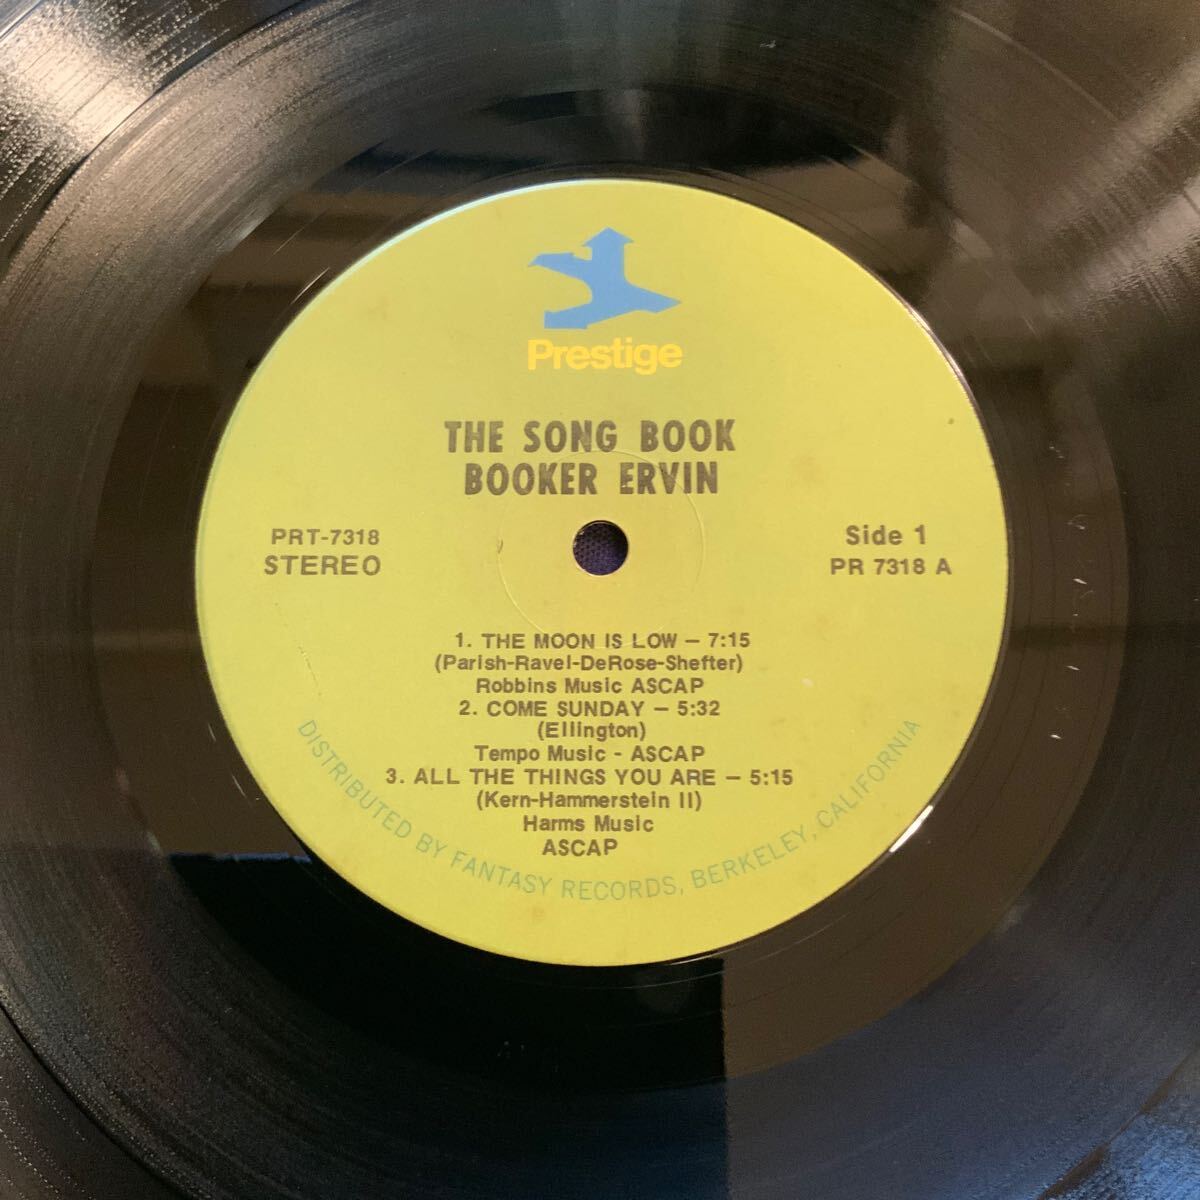 Prestige
THE SONG BOOK
BOOKER ERVIN
PRT-7318
STEREO
Side 1
PR 7318 A
1. THE MOON IS LOW – 7:15
(Parish-Ravel-DeRose-Shefter)
Robbins Music ASCAP
2. COME SUNDAY – 5:32
(Ellington)
Tempo Music - ASCAP
3. ALL THE THINGS YOU ARE – 5:15
(Kern-Hammerstein II)
Harms Music
ASCAP
DISTRIBUTED BY FANTASY RECORDS, BERKELEY, CALIFORNIA